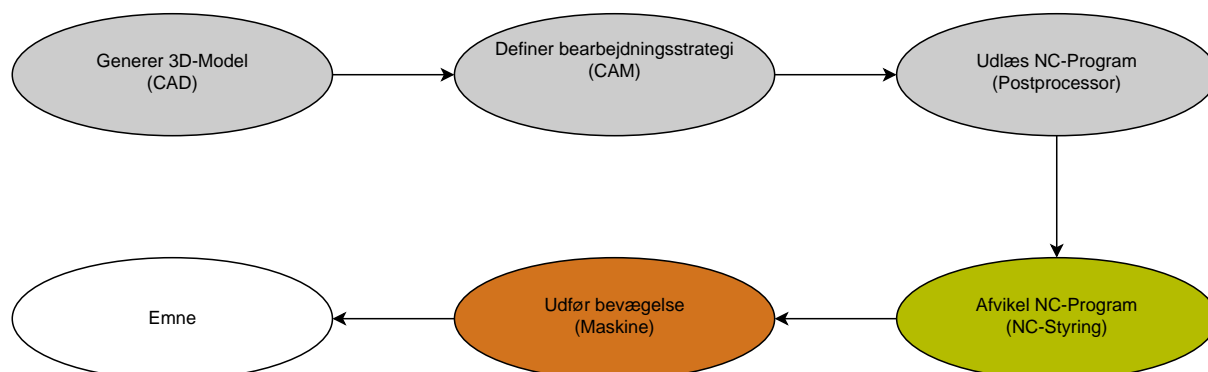 Generer 3D-Model
(CAD)
Definer bearbejdningsstrategi
(CAM)
Udlæs NC-Program
(Postprocessor)
Afvikel NC-Program
(NC-Styring)
Udfør bevægelse
(Maskine)
Emne